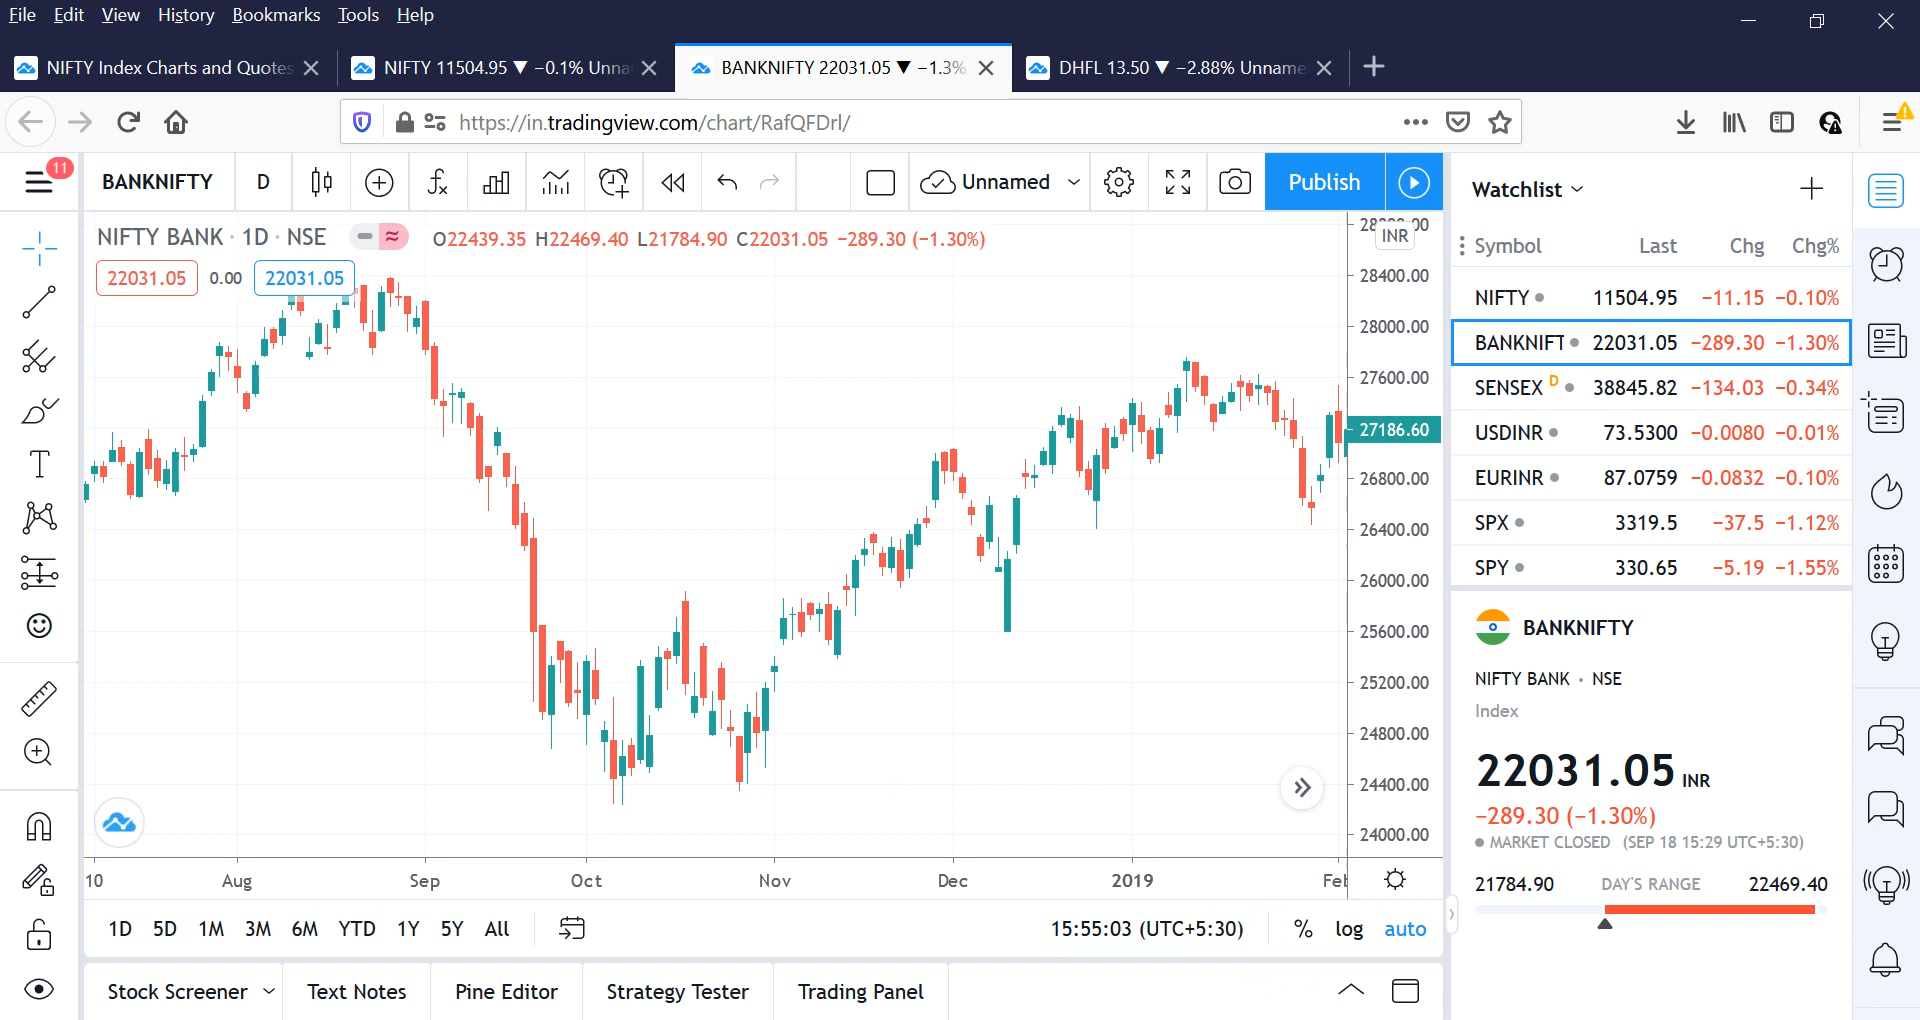 File Edit View History Bookmarks Tools Help
NIFTY Index Charts and Quotes
NIFTY 11504.95 ▼ −0.1% Unna
BANKNIFTY 22031.05 ▼ −1.3%
DHFL 13.50 ▼ −2.88% Unname
https://in.tradingview.com/chart/RafQFDrl/
11
BANKNIFTY D
Unnamed
Publish
NIFTY BANK · 1D · NSE
O22439.35 H22469.40 L21784.90 C22031.05 −289.30 (−1.30%)
22031.05 0.00 22031.05
INR
28400.00
28000.00
27600.00
27186.60
26800.00
26400.00
26000.00
25600.00
25200.00
24800.00
24400.00
24000.00
10 Aug Sep Oct Nov Dec 2019 Feb
1D 5D 1M 3M 6M YTD 1Y 5Y All
15:55:03 (UTC+5:30) % log auto
Stock Screener Text Notes Pine Editor Strategy Tester Trading Panel
Watchlist
Symbol Last Chg Chg%
NIFTY 11504.95 −11.15 −0.10%
BANKNIFT 22031.05 −289.30 −1.30%
SENSEX D 38845.82 −134.03 −0.34%
USDINR 73.5300 −0.0080 −0.01%
EURINR 87.0759 −0.0832 −0.10%
SPX 3319.5 −37.5 −1.12%
SPY 330.65 −5.19 −1.55%
BANKNIFTY
NIFTY BANK • NSE
Index
22031.05 INR
−289.30 (−1.30%)
MARKET CLOSED (SEP 18 15:29 UTC+5:30)
21784.90 DAY'S RANGE 22469.40